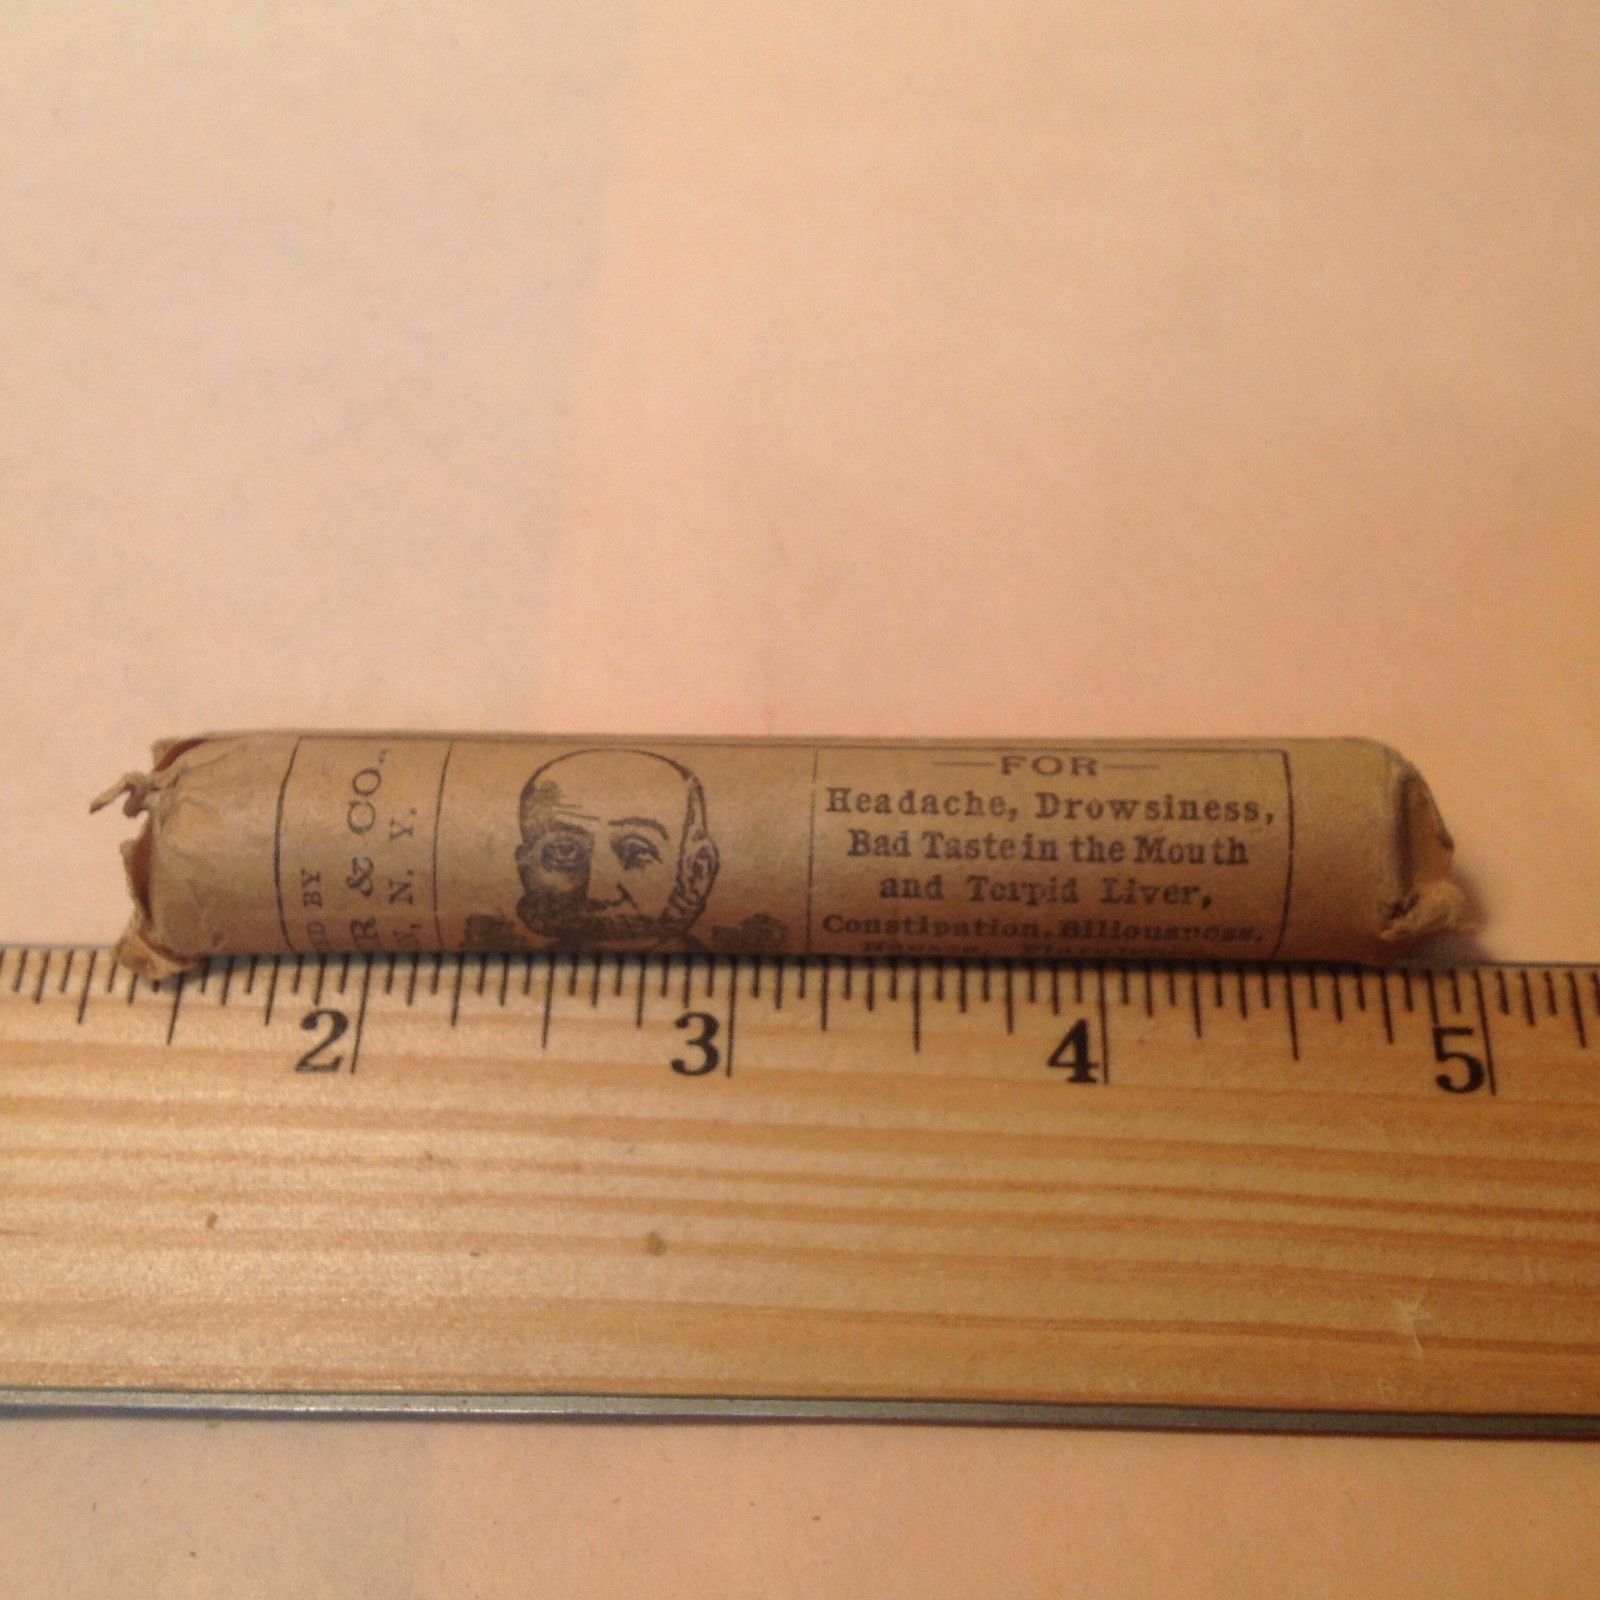 ED BY
R & CO.,
N, N. Y.
FOR
Headache, Drowsiness,
Bad Taste in the Mouth
and Torpid Liver,
Constipation, Biliousness,
2 3 4 5